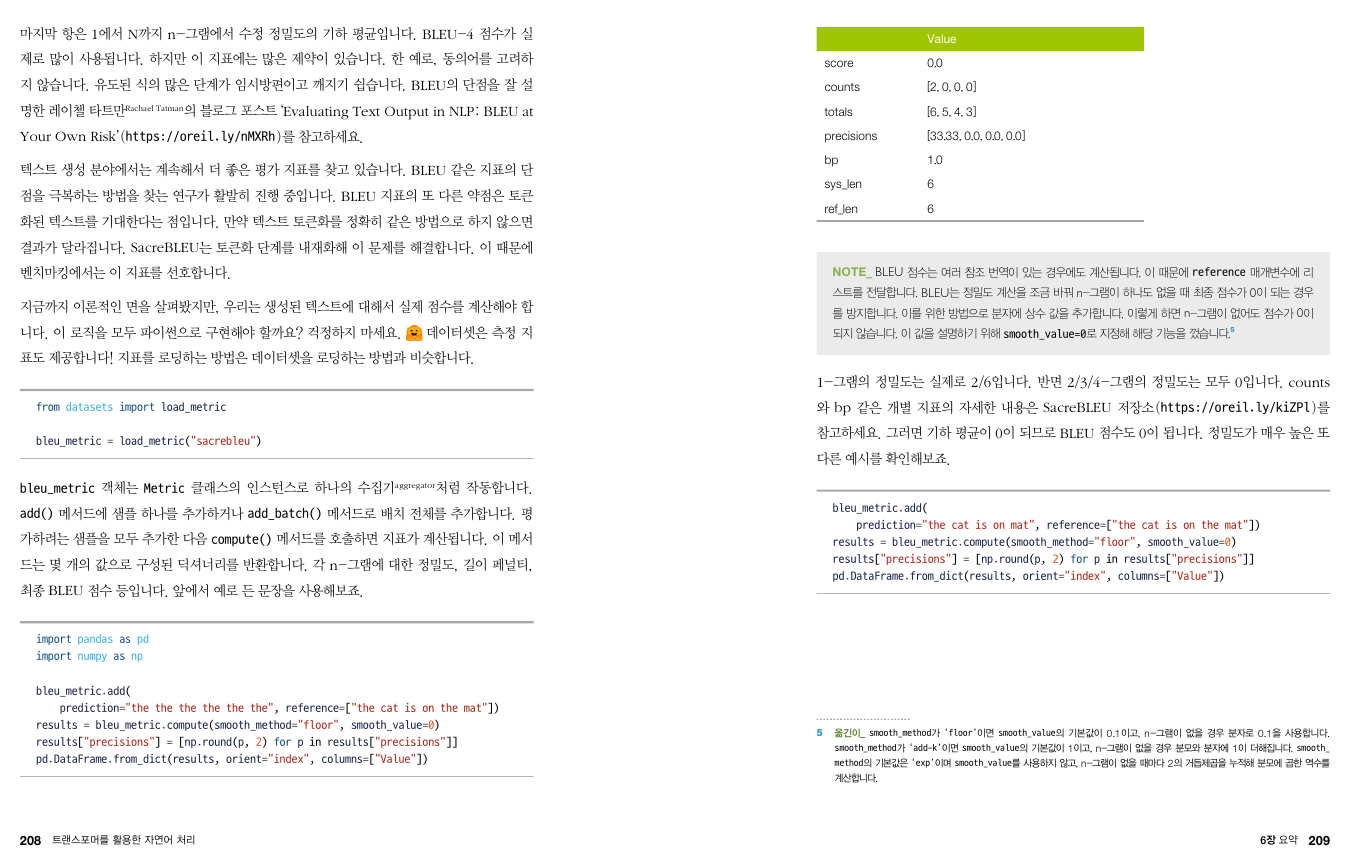 마지막 항은 1에서 N까지 n-그램에서 수정 정밀도의 기하 평균입니다. BLEU-4 점수가 실
제로 많이 사용됩니다. 하지만 이 지표에는 많은 제약이 있습니다. 한 예로, 동의어를 고려하
지 않습니다. 유도된 식의 많은 단계가 임시방편이고 깨지기 쉽습니다. BLEU의 단점을 잘 설
명한 레이첼 타트만Rachael Tatman의 블로그 포스트 'Evaluating Text Output in NLP: BLEU at
Your Own Risk'(https://oreil.ly/nMXRh)를 참고하세요.
텍스트 생성 분야에서는 계속해서 더 좋은 평가 지표를 찾고 있습니다. BLEU 같은 지표의 단
점을 극복하는 방법을 찾는 연구가 활발히 진행 중입니다. BLEU 지표의 또 다른 약점은 토큰
화된 텍스트를 기대한다는 점입니다. 만약 텍스트 토큰화를 정확히 같은 방법으로 하지 않으면
결과가 달라집니다. SacreBLEU는 토큰화 단계를 내재화해 이 문제를 해결합니다. 이 때문에
벤치마킹에서는 이 지표를 선호합니다.
지금까지 이론적인 면을 살펴봤지만, 우리는 생성된 텍스트에 대해서 실제 점수를 계산해야 합
니다. 이 로직을 모두 파이썬으로 구현해야 할까요? 걱정하지 마세요. 🤗 데이터셋은 측정 지
표도 제공합니다! 지표를 로딩하는 방법은 데이터셋을 로딩하는 방법과 비슷합니다.
from datasets import load_metric
bleu_metric = load_metric("sacrebleu")
bleu_metric 객체는 Metric 클래스의 인스턴스로 하나의 수집기aggregator처럼 작동합니다.
add() 메서드에 샘플 하나를 추가하거나 add_batch() 메서드로 배치 전체를 추가합니다. 평
가하려는 샘플을 모두 추가한 다음 compute() 메서드를 호출하면 지표가 계산됩니다. 이 메서
드는 몇 개의 값으로 구성된 딕셔너리를 반환합니다. 각 n-그램에 대한 정밀도, 길이 페널티,
최종 BLEU 점수 등입니다. 앞에서 예로 든 문장을 사용해보죠.
import pandas as pd
import numpy as np
bleu_metric.add(
    prediction="the the the the the the", reference=["the cat is on the mat"])
results = bleu_metric.compute(smooth_method="floor", smooth_value=0)
results["precisions"] = [np.round(p, 2) for p in results["precisions"]]
pd.DataFrame.from_dict(results, orient="index", columns=["Value"])
208 트랜스포머를 활용한 자연어 처리
Value
score 0.0
counts [2, 0, 0, 0]
totals [6, 5, 4, 3]
precisions [33.33, 0.0, 0.0, 0.0]
bp 1.0
sys_len 6
ref_len 6
NOTE_ BLEU 점수는 여러 참조 번역이 있는 경우에도 계산됩니다. 이 때문에 reference 매개변수에 리
스트를 전달합니다. BLEU는 정밀도 계산을 조금 바꿔 n-그램이 하나도 없을 때 최종 점수가 0이 되는 경우
를 방지합니다. 이를 위한 방법으로 분자에 상수 값을 추가합니다. 이렇게 하면 n-그램이 없어도 점수가 0이
되지 않습니다. 이 값을 설명하기 위해 smooth_value=0로 지정해 해당 기능을 껐습니다.5
1-그램의 정밀도는 실제로 2/6입니다. 반면 2/3/4-그램의 정밀도는 모두 0입니다. counts
와 bp 같은 개별 지표의 자세한 내용은 SacreBLEU 저장소(https://oreil.ly/kiZPl)를
참고하세요. 그러면 기하 평균이 0이 되므로 BLEU 점수도 0이 됩니다. 정밀도가 매우 높은 또
다른 예시를 확인해보죠.
bleu_metric.add(
    prediction="the cat is on mat", reference=["the cat is on the mat"])
results = bleu_metric.compute(smooth_method="floor", smooth_value=0)
results["precisions"] = [np.round(p, 2) for p in results["precisions"]]
pd.DataFrame.from_dict(results, orient="index", columns=["Value"])
5 옮긴이_ smooth_method가 'floor'이면 smooth_value의 기본값이 0.1이고, n-그램이 없을 경우 분자로 0.1을 사용합니다.
smooth_method가 'add-k'이면 smooth_value의 기본값이 1이고, n-그램이 없을 경우 분모와 분자에 1이 더해집니다. smooth_
method의 기본값은 'exp'이며 smooth_value를 사용하지 않고, n-그램이 없을 때마다 2의 거듭제곱을 누적해 분모에 곱한 역수를
계산합니다.
6장 요약 209